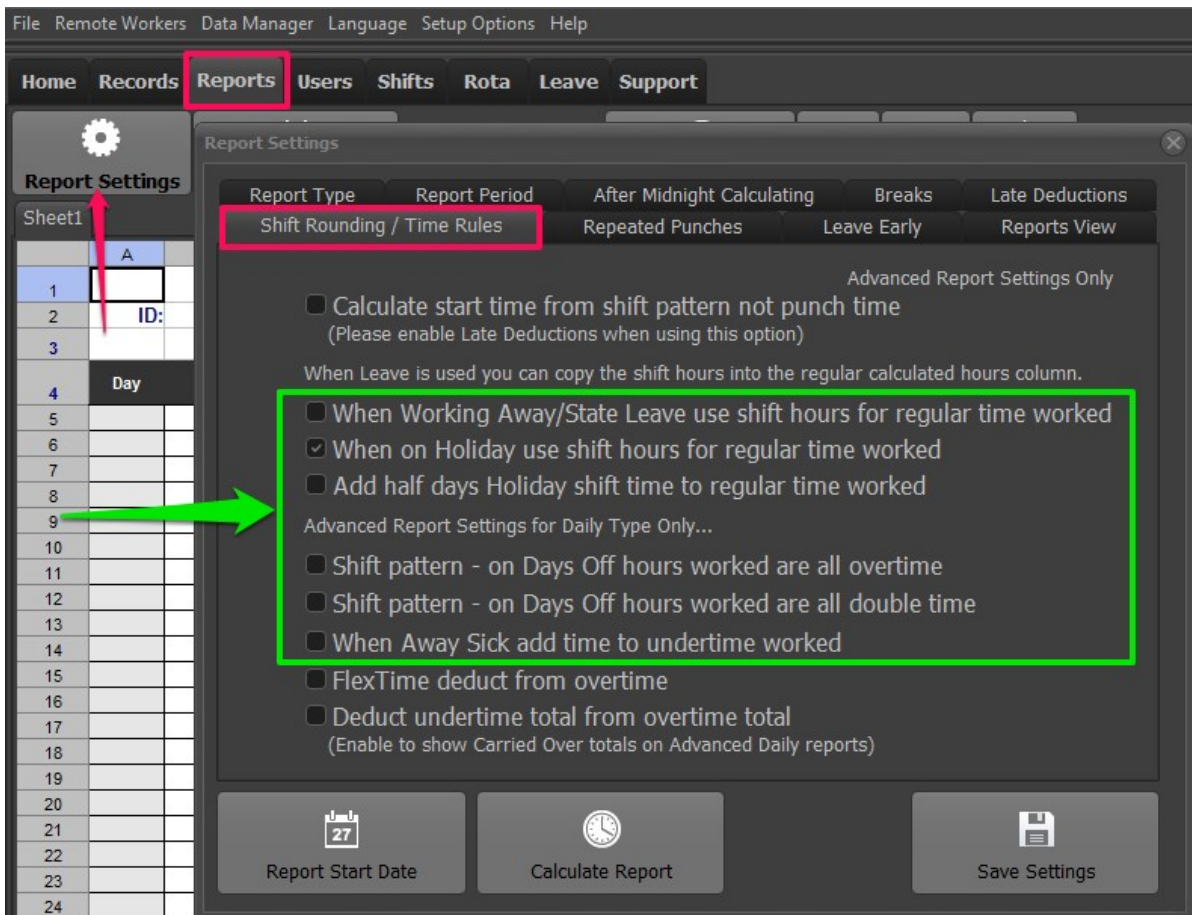 File Remote Workers Data Manager Language Setup Options Help
Home Records Reports Users Shifts Rota Leave Support
Report Settings
Report Settings
Report Type Report Period After Midnight Calculating Breaks Late Deductions
Sheet1
Shift Rounding / Time Rules Repeated Punches Leave Early Reports View
A
Advanced Report Settings Only
1
Calculate start time from shift pattern not punch time
2 ID:
(Please enable Late Deductions when using this option)
3
When Leave is used you can copy the shift hours into the regular calculated hours column.
4 Day
5
When Working Away/State Leave use shift hours for regular time worked
6
When on Holiday use shift hours for regular time worked
7
8
Add half days Holiday shift time to regular time worked
9
Advanced Report Settings for Daily Type Only...
10
11
Shift pattern - on Days Off hours worked are all overtime
12
Shift pattern - on Days Off hours worked are all double time
13
14
When Away Sick add time to undertime worked
15
FlexTime deduct from overtime
16
17
Deduct undertime total from overtime total
18
(Enable to show Carried Over totals on Advanced Daily reports)
19
20
21
27
22
Report Start Date Calculate Report Save Settings
23
24